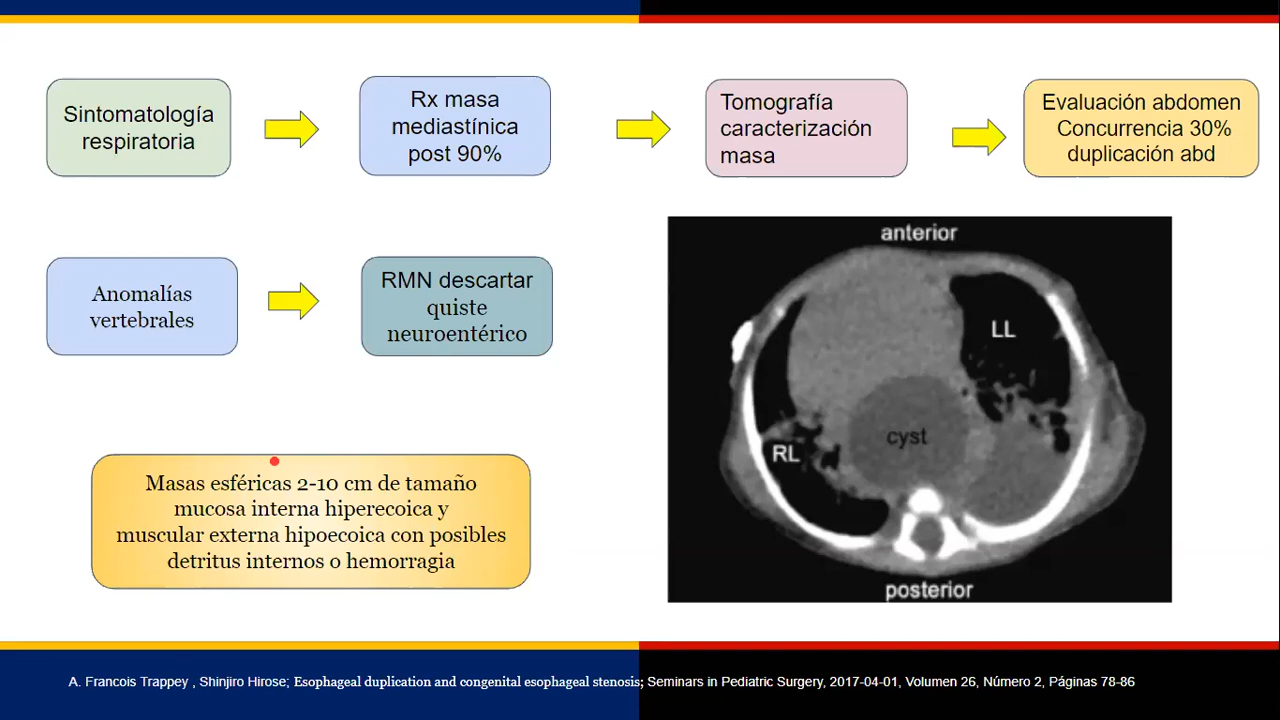 Sintomatología
respiratoria
Rx masa
mediastínica
post 90%
Tomografía
caracterización
masa
Evaluación abdomen
Concurrencia 30%
duplicación abd
Anomalías
vertebrales
RMN descartar
quiste
neuroentérico
anterior
LL
cyst
RL
posterior
Masas esféricas 2-10 cm de tamaño
mucosa interna hiperecoica y
muscular externa hipoecoica con posibles
detritus internos o hemorragia
A. Francois Trappey , Shinjiro Hirose; Esophageal duplication and congenital esophageal stenosis; Seminars in Pediatric Surgery, 2017-04-01, Volumen 26, Número 2, Páginas 78-86